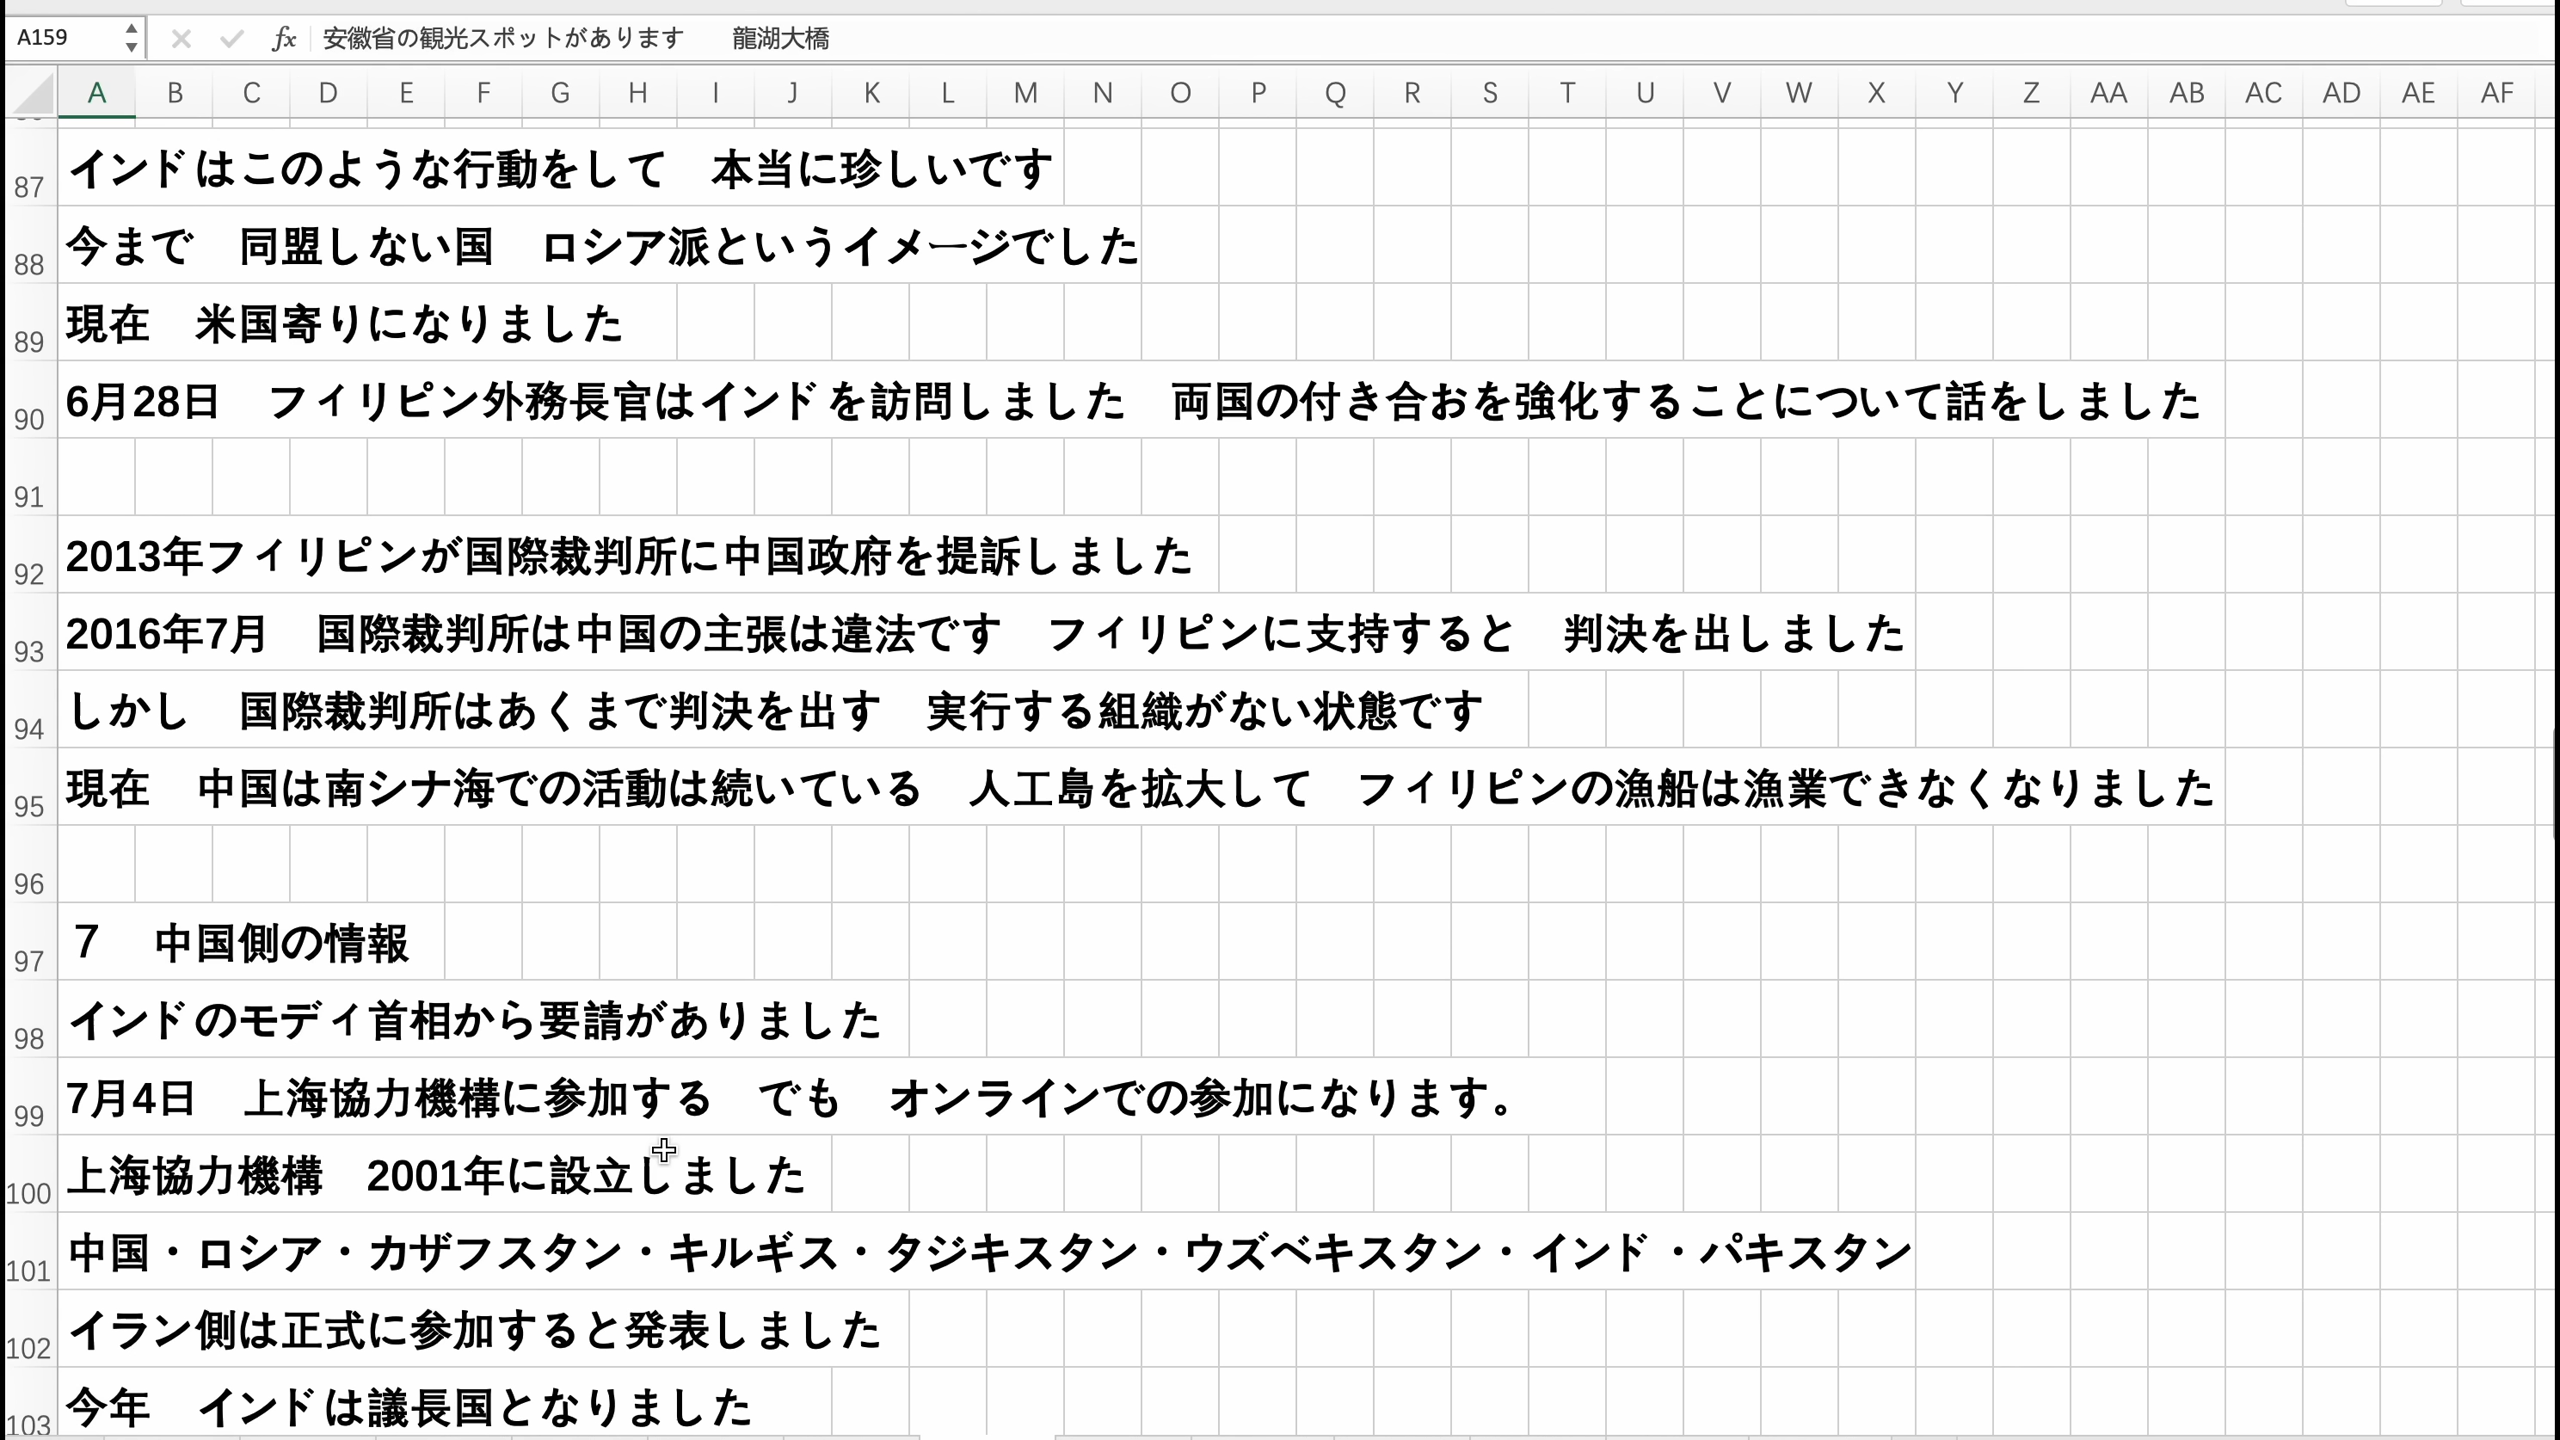 A159 fx 安徽省の観光スポットがあります　龍湖大橋
A B C D E F G H I J K L M N O P Q R S T U V W X Y Z AA AB AC AD AE AF
87 インドはこのような行動をして　本当に珍しいです
88 今まで　同盟しない国　ロシア派というイメージでした
89 現在　米国寄りになりました
90 6月28日　フィリピン外務長官はインドを訪問しました　両国の付き合おを強化することについて話をしました
91
92 2013年フィリピンが国際裁判所に中国政府を提訴しました
93 2016年7月　国際裁判所は中国の主張は違法です　フィリピンに支持すると　判決を出しました
94 しかし　国際裁判所はあくまで判決を出す　実行する組織がない状態です
95 現在　中国は南シナ海での活動は続いている　人工島を拡大して　フィリピンの漁船は漁業できなくなりました
96
97 7　中国側の情報
98 インドのモディ首相から要請がありました
99 7月4日　上海協力機構に参加する　でも　オンラインでの参加になります。
100 上海協力機構　2001年に設立しました
101 中国・ロシア・カザフスタン・キルギス・タジキスタン・ウズベキスタン・インド・パキスタン
102 イラン側は正式に参加すると発表しました
103 今年　インドは議長国となりました